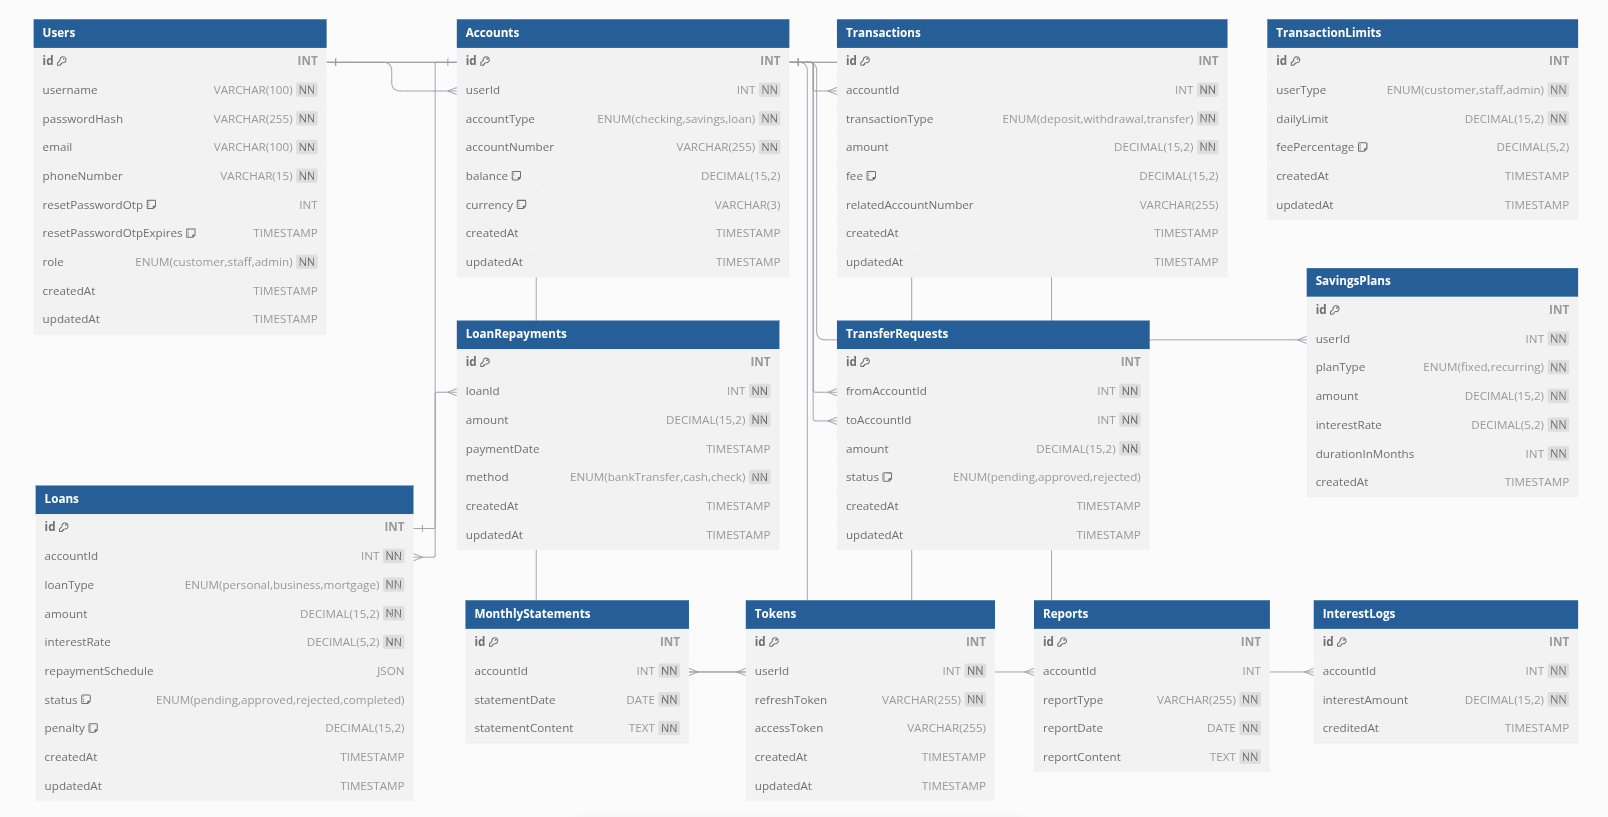 Users
id INT
username VARCHAR(100) NN
passwordHash VARCHAR(255) NN
email VARCHAR(100) NN
phoneNumber VARCHAR(15) NN
resetPasswordOtp INT
resetPasswordOtpExpires TIMESTAMP
role ENUM(customer,staff,admin) NN
createdAt TIMESTAMP
updatedAt TIMESTAMP
Accounts
id INT
userId INT NN
accountType ENUM(checking,savings,loan) NN
accountNumber VARCHAR(255) NN
balance DECIMAL(15,2)
currency VARCHAR(3)
createdAt TIMESTAMP
updatedAt TIMESTAMP
Transactions
id INT
accountId INT NN
transactionType ENUM(deposit,withdrawal,transfer) NN
amount DECIMAL(15,2) NN
fee DECIMAL(15,2)
relatedAccountNumber VARCHAR(255)
createdAt TIMESTAMP
updatedAt TIMESTAMP
TransactionLimits
id INT
userType ENUM(customer,staff,admin) NN
dailyLimit DECIMAL(15,2) NN
feePercentage DECIMAL(5,2)
createdAt TIMESTAMP
updatedAt TIMESTAMP
SavingsPlans
id INT
userId INT NN
planType ENUM(fixed,recurring) NN
amount DECIMAL(15,2) NN
interestRate DECIMAL(5,2) NN
durationInMonths INT NN
createdAt TIMESTAMP
LoanRepayments
id INT
loanId INT NN
amount DECIMAL(15,2) NN
paymentDate TIMESTAMP
method ENUM(bankTransfer,cash,check) NN
createdAt TIMESTAMP
updatedAt TIMESTAMP
TransferRequests
id INT
fromAccountId INT NN
toAccountId INT NN
amount DECIMAL(15,2) NN
status ENUM(pending,approved,rejected)
createdAt TIMESTAMP
updatedAt TIMESTAMP
Loans
id INT
accountId INT NN
loanType ENUM(personal,business,mortgage) NN
amount DECIMAL(15,2) NN
interestRate DECIMAL(5,2) NN
repaymentSchedule JSON
status ENUM(pending,approved,rejected,completed)
penalty DECIMAL(15,2)
createdAt TIMESTAMP
updatedAt TIMESTAMP
MonthlyStatements
id INT
accountId INT NN
statementDate DATE NN
statementContent TEXT NN
Tokens
id INT
userId INT NN
refreshToken VARCHAR(255) NN
accessToken VARCHAR(255)
createdAt TIMESTAMP
updatedAt TIMESTAMP
Reports
id INT
accountId INT
reportType VARCHAR(255) NN
reportDate DATE NN
reportContent TEXT NN
InterestLogs
id INT
accountId INT NN
interestAmount DECIMAL(15,2) NN
creditedAt TIMESTAMP